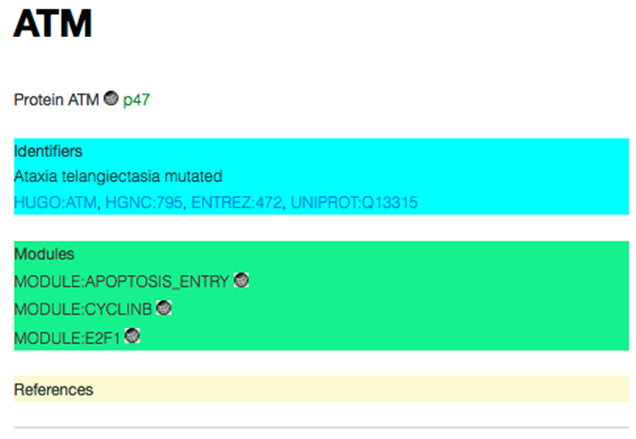 ATM
Protein ATM p47
Identifiers
Ataxia telangiectasia mutated
HUGO:ATM, HGNC:795, ENTREZ:472, UNIPROT:Q13315
Modules
MODULE:APOPTOSIS_ENTRY
MODULE:CYCLINB
MODULE:E2F1
References